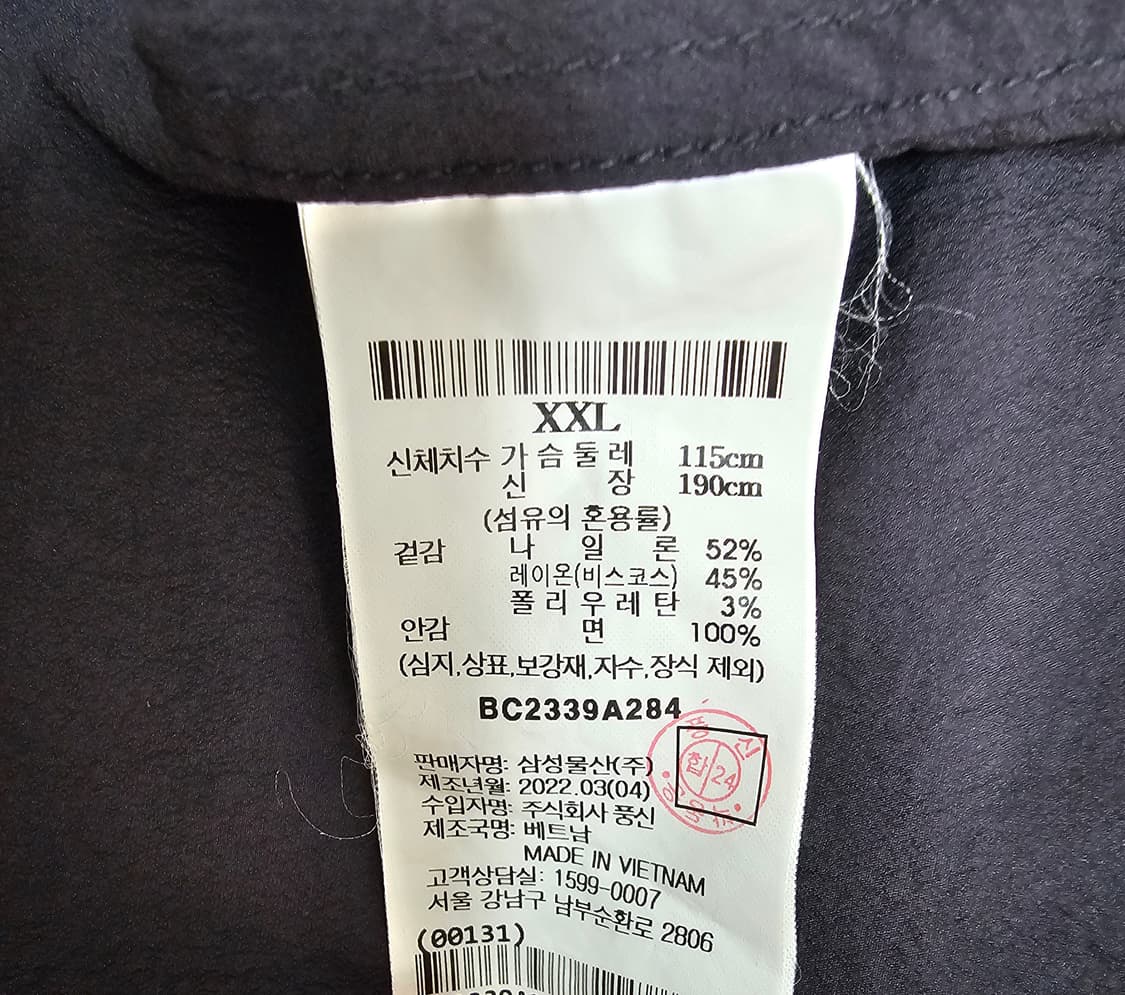 XXL
신체치수 가슴둘레 115cm
신장 190cm
(섬유의 혼용률)
겉감 나일론 52%
레이온(비스코스) 45%
폴리우레탄 3%
안감 면 100%
(심지,상표,보강재,자수,장식 제외)
BC2339A284
판매자명: 삼성물산(주)
제조년월: 2022.03(04)
수입자명: 주식회사 풍신
제조국명: 베트남
MADE IN VIETNAM
고객상담실: 1599-0007
서울 강남구 남부순환로 2806
(00131)
풍신
합 24